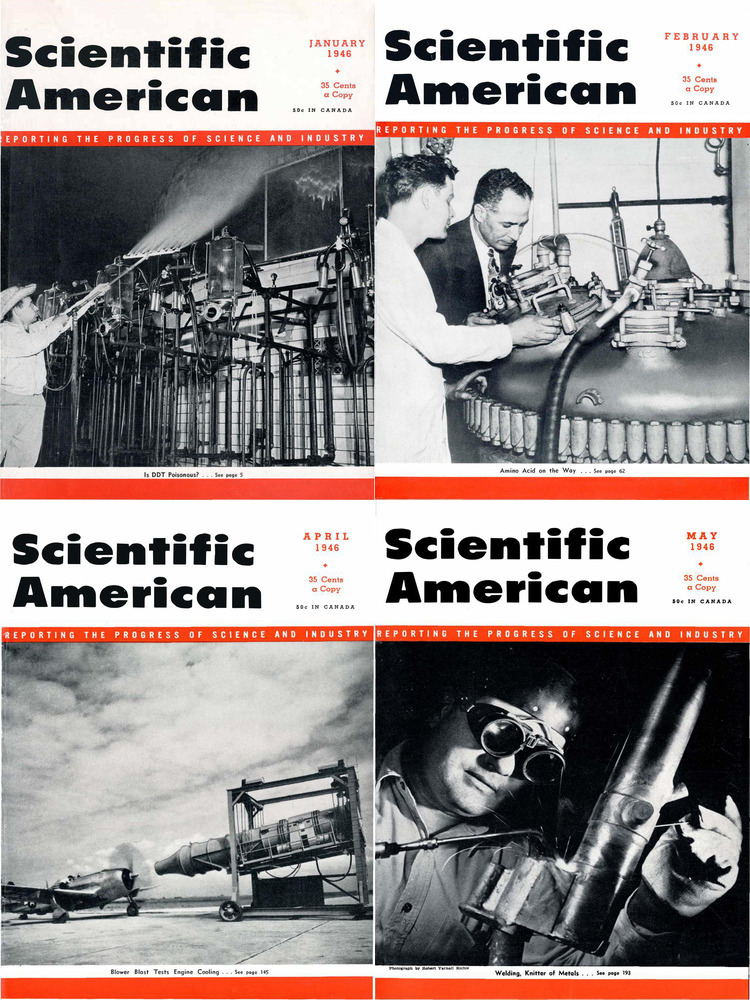 Scientific
American
JANUARY
1946
35 Cents
a Copy
50c IN CANADA
REPORTING THE PROGRESS OF SCIENCE AND INDUSTRY
Is DDT Poisonous? . . . See page 5
Scientific
American
FEBRUARY
1946
35 Cents
a Copy
50c IN CANADA
REPORTING THE PROGRESS OF SCIENCE AND INDUSTRY
Amino Acid on the Way . . . See page 62
Scientific
American
APRIL
1946
35 Cents
a Copy
50c IN CANADA
REPORTING THE PROGRESS OF SCIENCE AND INDUSTRY
Blower Blast Tests Engine Cooling . . . See page 145
Scientific
American
MAY
1946
35 Cents
a Copy
50c IN CANADA
REPORTING THE PROGRESS OF SCIENCE AND INDUSTRY
Photograph by Robert Yarnall Richie
Welding, Knitter of Metals . . . See page 193